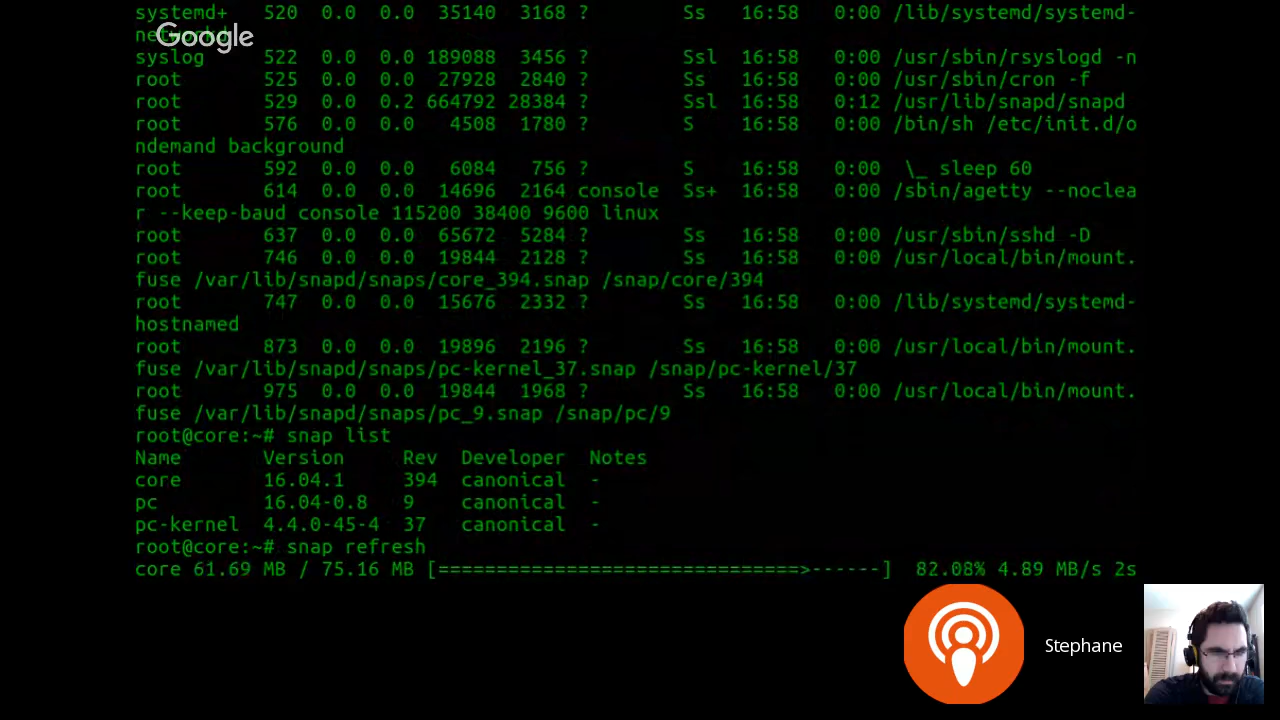 systemd+   520  0.0  0.0  35140  3168 ?        Ss   16:58   0:00 /lib/systemd/systemd-
networkd
Google
syslog     522  0.0  0.0 189088  3456 ?        Ssl  16:58   0:00 /usr/sbin/rsyslogd -n
root       525  0.0  0.0  27928  2840 ?        Ss   16:58   0:00 /usr/sbin/cron -f
root       529  0.0  0.2 664792 28384 ?        Ssl  16:58   0:12 /usr/lib/snapd/snapd
root       576  0.0  0.0   4508  1780 ?        S    16:58   0:00 /bin/sh /etc/init.d/o
ndemand background
root       592  0.0  0.0   6084   756 ?        S    16:58   0:00  \_ sleep 60
root       614  0.0  0.0  14696  2164 console  Ss+  16:58   0:00 /sbin/agetty --noclea
r --keep-baud console 115200 38400 9600 linux
root       637  0.0  0.0  65672  5284 ?        Ss   16:58   0:00 /usr/sbin/sshd -D
root       746  0.0  0.0  19844  2128 ?        Ss   16:58   0:00 /usr/local/bin/mount.
fuse /var/lib/snapd/snaps/core_394.snap /snap/core/394
root       747  0.0  0.0  15676  2332 ?        Ss   16:58   0:00 /lib/systemd/systemd-
hostnamed
root       873  0.0  0.0  19896  2196 ?        Ss   16:58   0:00 /usr/local/bin/mount.
fuse /var/lib/snapd/snaps/pc-kernel_37.snap /snap/pc-kernel/37
root       975  0.0  0.0  19844  1968 ?        Ss   16:58   0:00 /usr/local/bin/mount.
fuse /var/lib/snapd/snaps/pc_9.snap /snap/pc/9
root@core:~# snap list
Name       Version     Rev  Developer  Notes
core       16.04.1     394  canonical  -
pc         16.04-0.8   9    canonical  -
pc-kernel  4.4.0-45-4  37   canonical  -
root@core:~# snap refresh
core 61.69 MB / 75.16 MB [===============================>------]  82.08% 4.89 MB/s 2s
Stephane